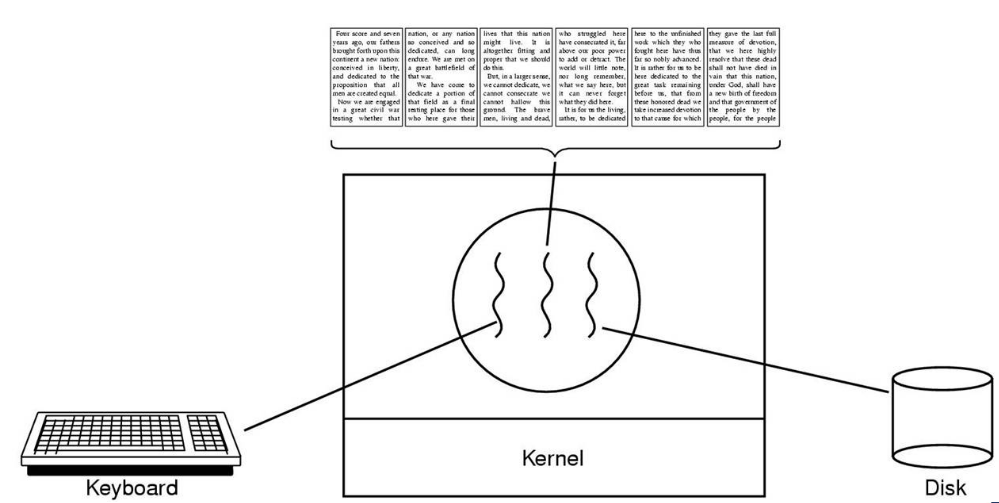 Four score and seven
years ago, our fathers
brought forth upon this
continent a new nation:
conceived in liberty,
and dedicated to the
proposition that all
men are created equal.
Now we are engaged
in a great civil war
testing whether that
nation, or any nation
so conceived and so
dedicated, can long
endure. We are met on
a great battlefield of
that war.
We have come to
dedicate a portion of
that field as a final
resting place for those
who here gave their
lives that this nation
might live. It is
altogether fitting and
proper that we should
do this.
But, in a larger sense,
we cannot dedicate, we
cannot consecrate we
cannot hallow this
ground. The brave
men, living and dead,
who struggled here
have consecrated it, far
above our poor power
to add or detract. The
world will little note,
nor long remember,
what we say here, but
it can never forget
what they did here.
It is for us the living,
rather, to be dedicated
here to the unfinished
work which they who
fought here have thus
far so nobly advanced.
It is rather for us to be
here dedicated to the
great task remaining
before us, that from
these honored dead we
take increased devotion
to that cause for which
they gave the last full
measure of devotion,
that we here highly
resolve that these dead
shall not have died in
vain that this nation,
under God, shall have
a new birth of freedom
and that government of
the people by the
people, for the people
Kernel
Keyboard
Disk